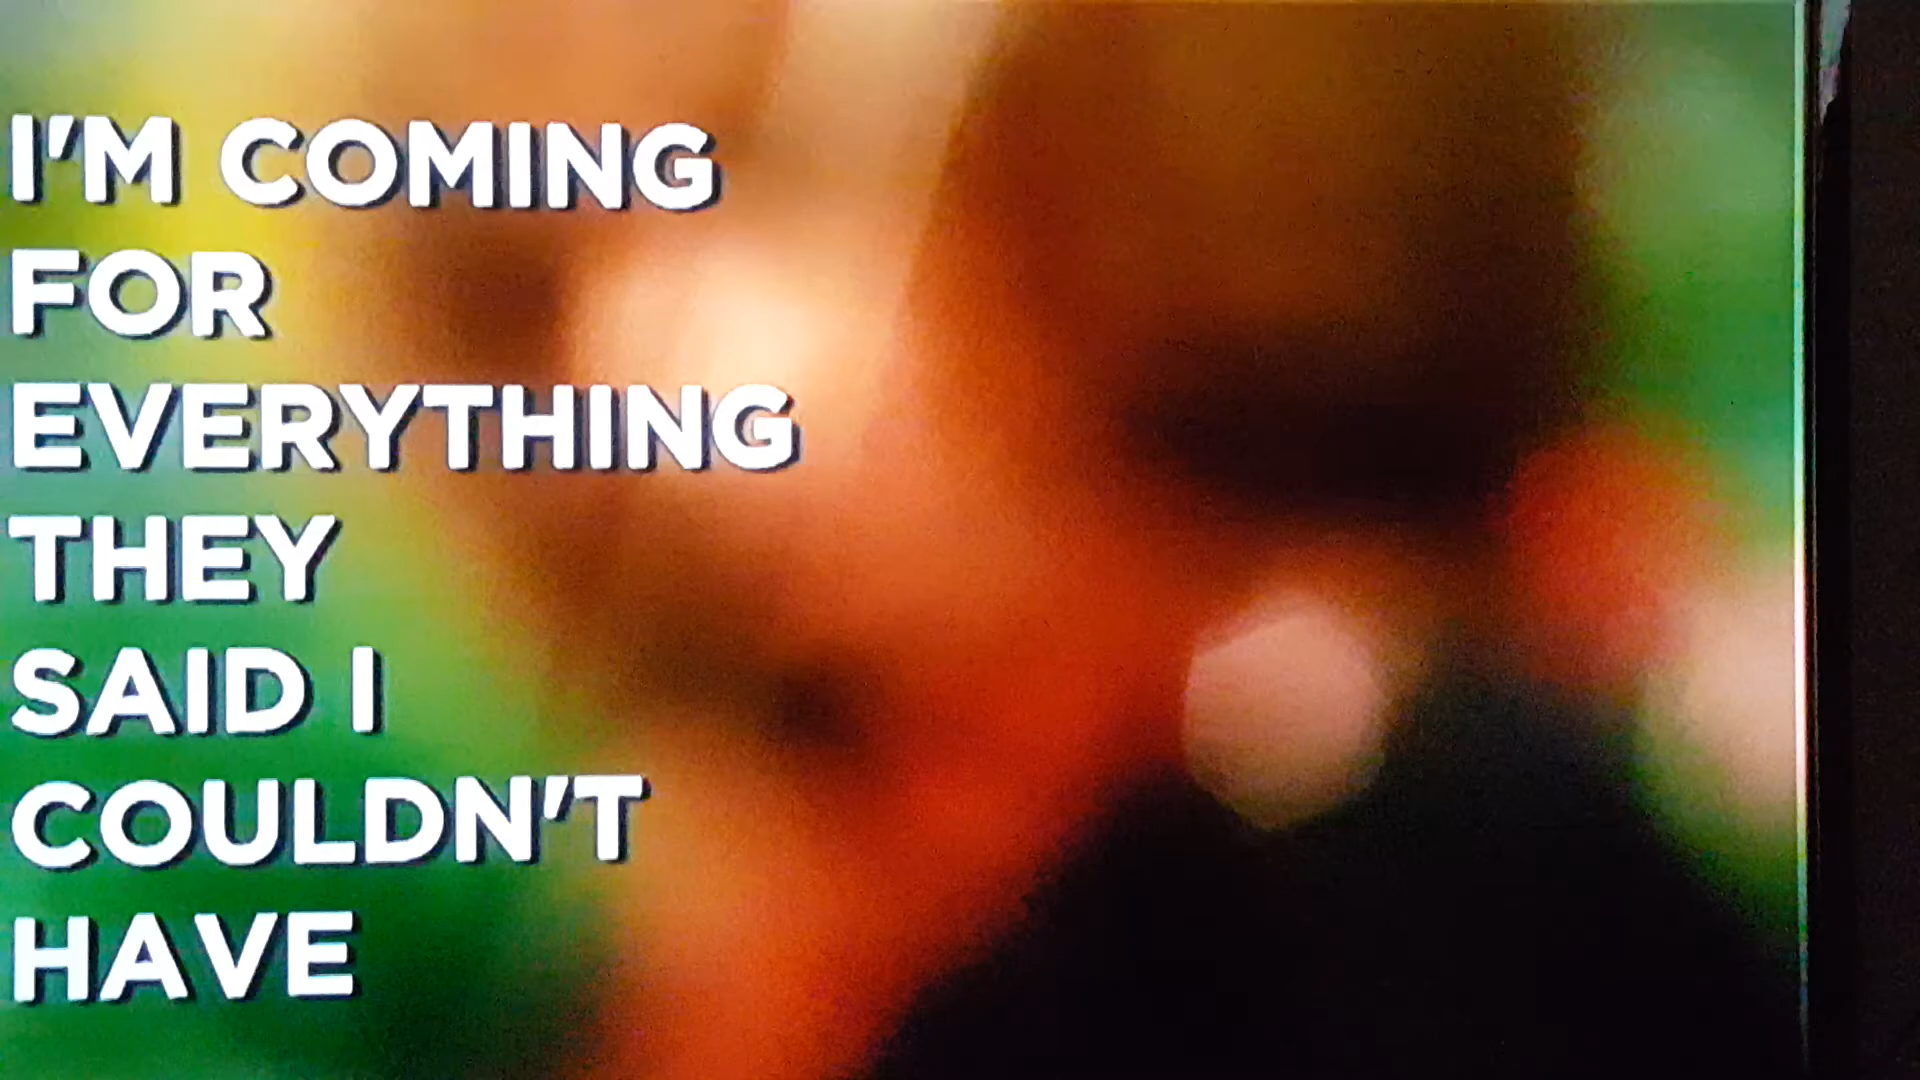 I'M COMING
FOR
EVERYTHING
THEY
SAID I
COULDN'T
HAVE